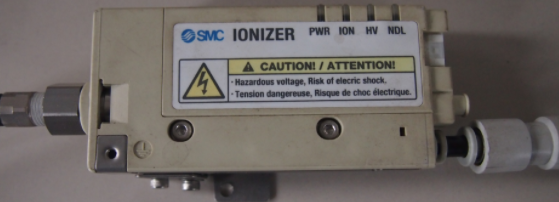 SMC IONIZER PWR ION HV NDL
CAUTION! / ATTENTION!
· Hazardous voltage, Risk of elecric shock.
· Tension dangereuse, Risque de choc électrique.